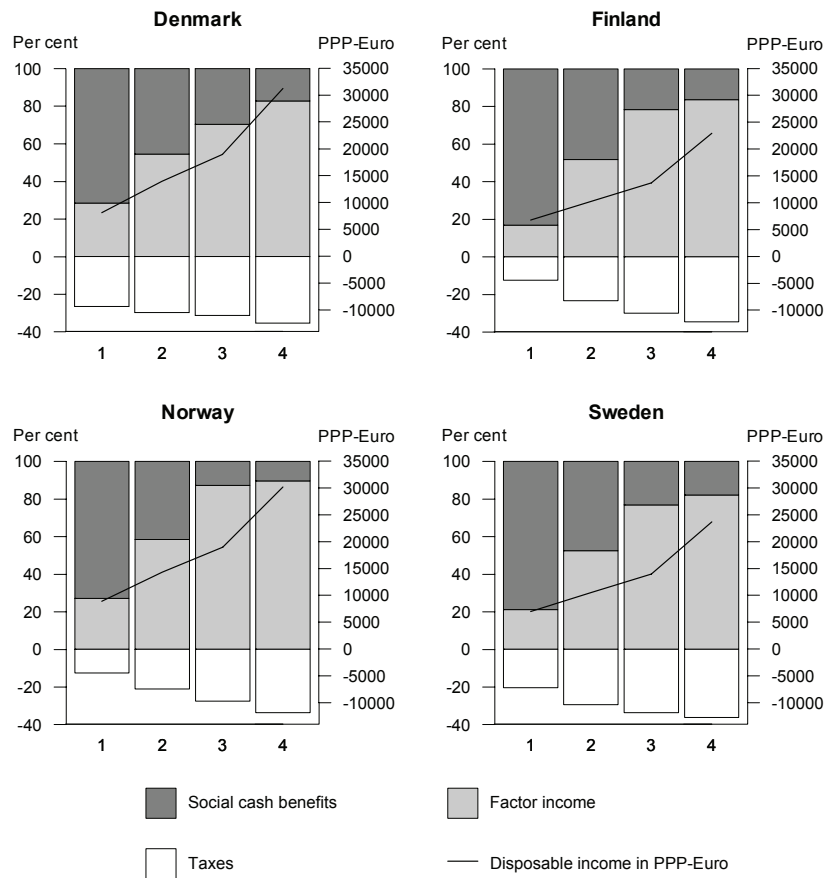 Denmark
Per cent PPP-Euro
100 35000
80 30000
60 25000
40 20000
20 15000
0 10000
-20 5000
-40 0
-5000
-10000
1 2 3 4
Finland
Per cent PPP-Euro
100 35000
80 30000
60 25000
40 20000
20 15000
0 10000
-20 5000
-40 0
-5000
-10000
1 2 3 4
Norway
Per cent PPP-Euro
100 35000
80 30000
60 25000
40 20000
20 15000
0 10000
-20 5000
-40 0
-5000
-10000
1 2 3 4
Sweden
Per cent PPP-Euro
100 35000
80 30000
60 25000
40 20000
20 15000
0 10000
-20 5000
-40 0
-5000
-10000
1 2 3 4
Social cash benefits
Factor income
Taxes
Disposable income in PPP-Euro